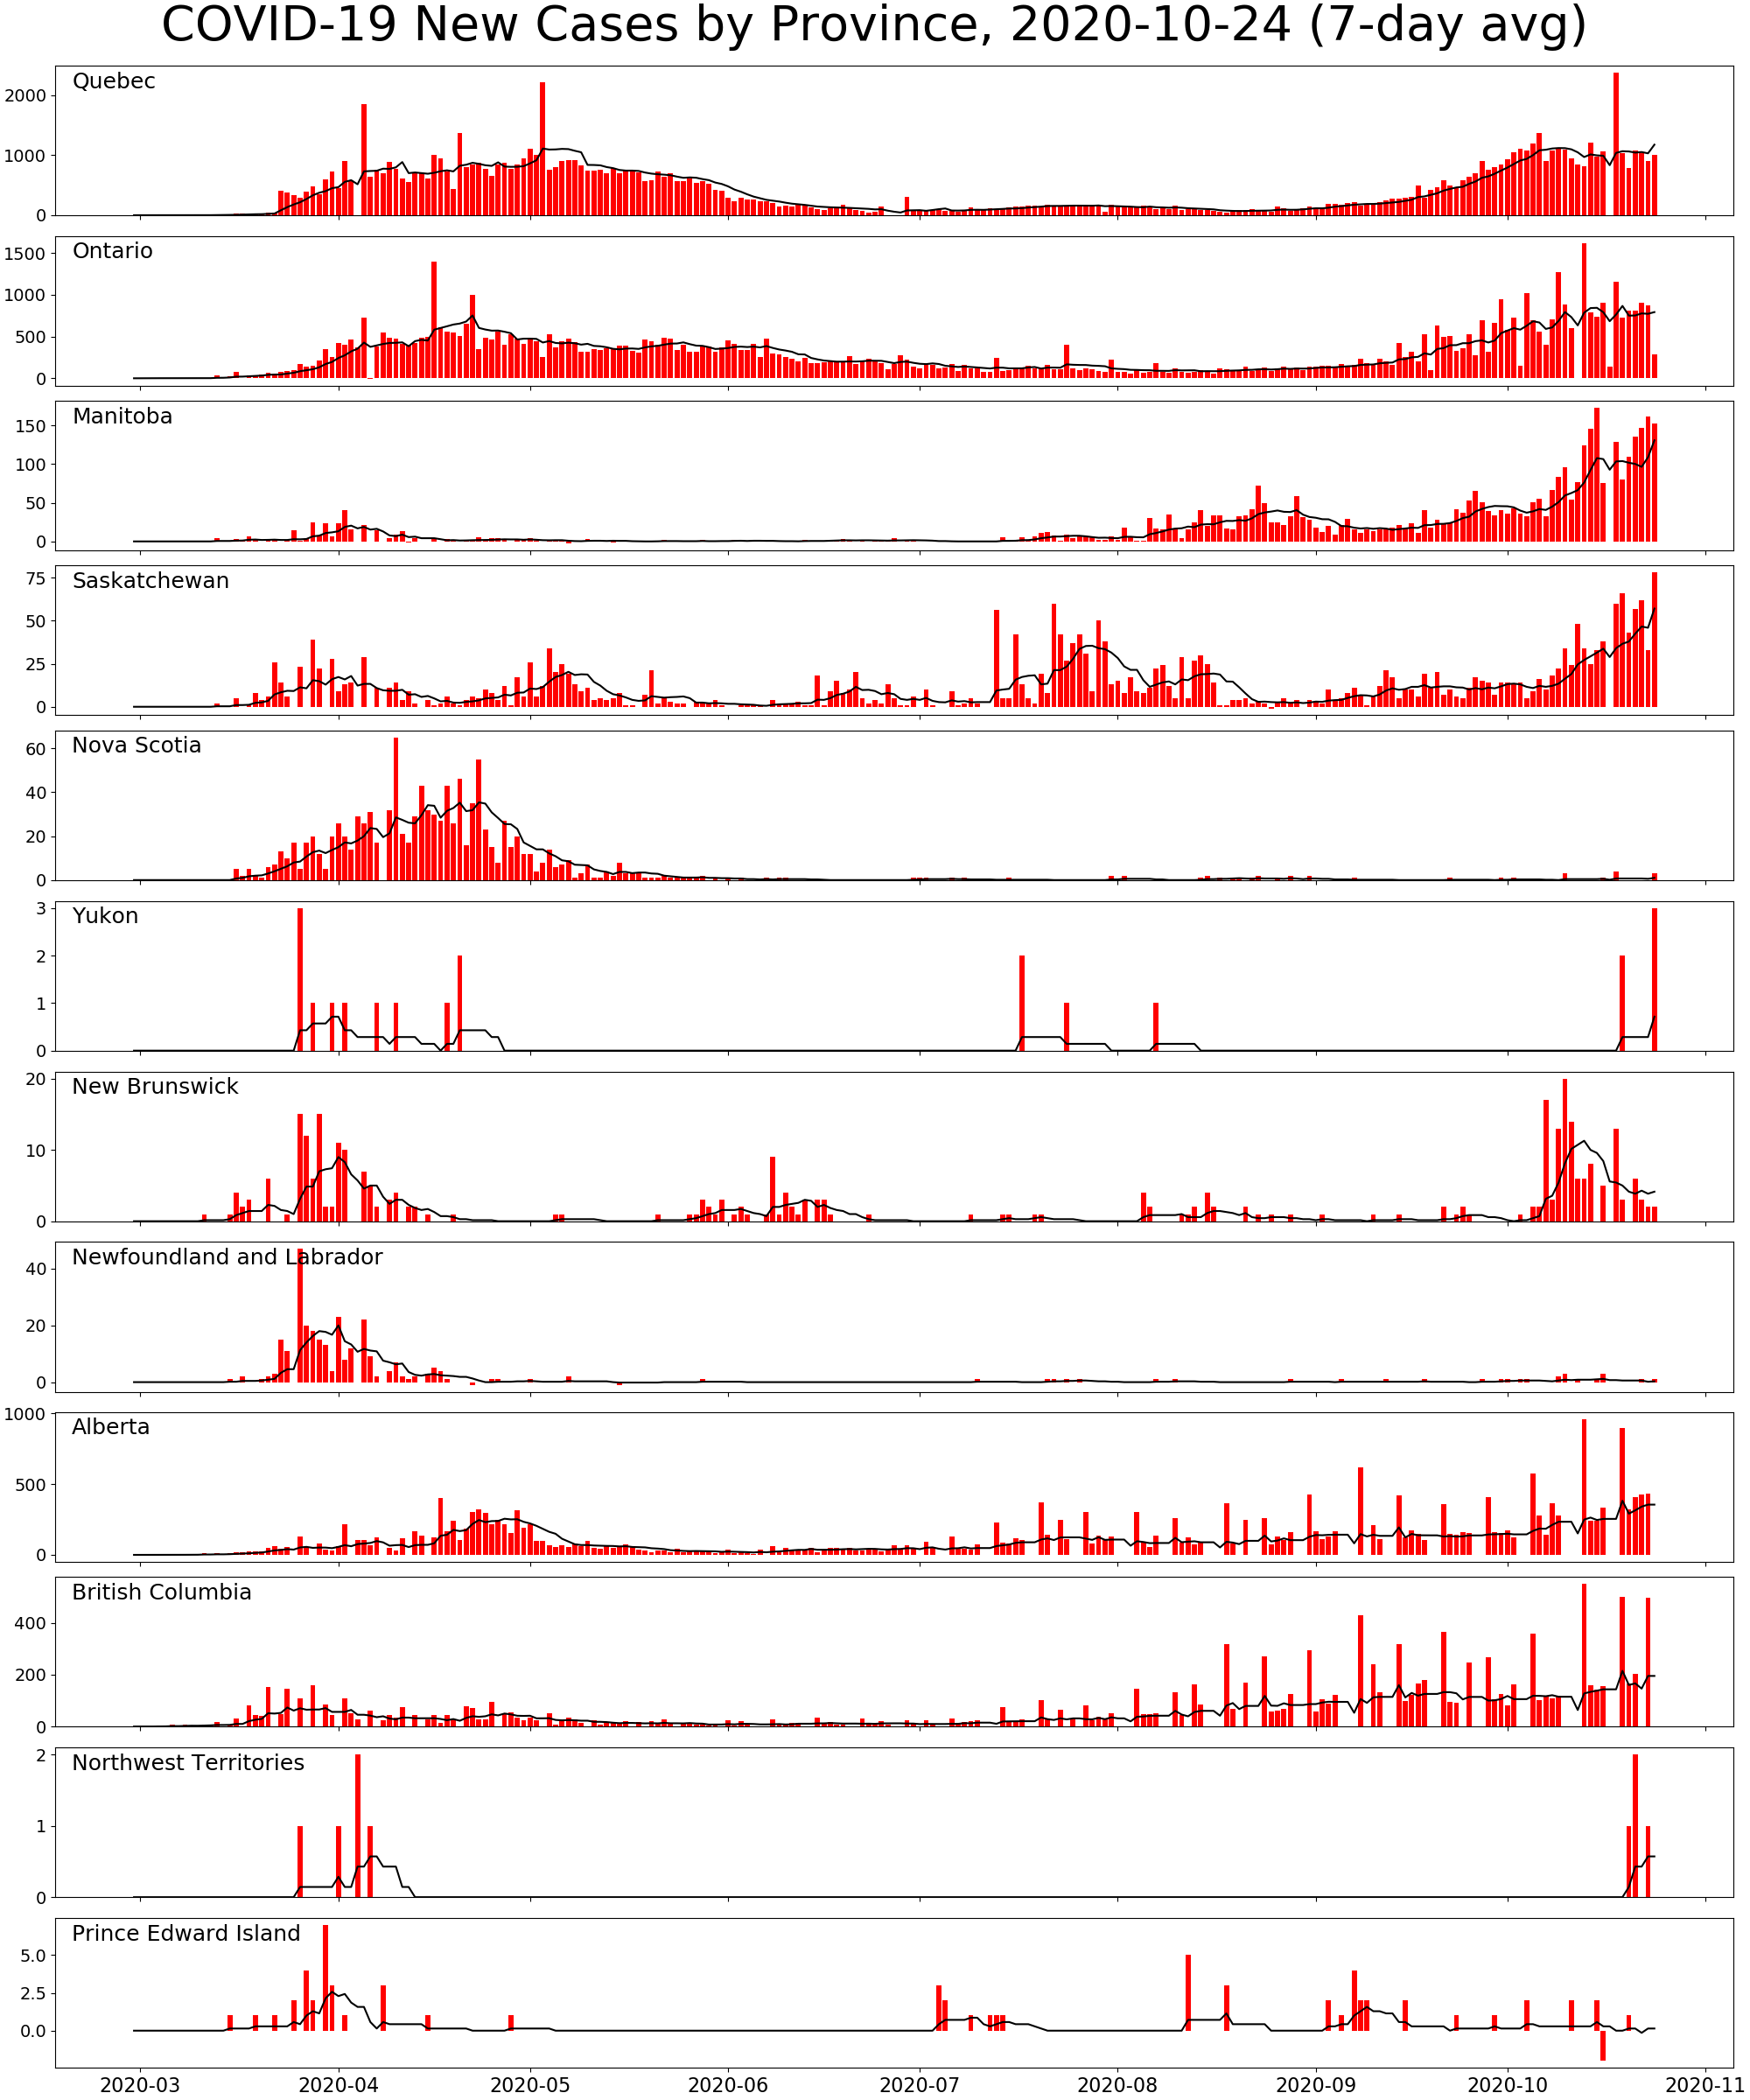 COVID-19 New Cases by Province, 2020-10-24 (7-day avg)
Quebec
2000
1000
0
Ontario
1500
1000
500
0
Manitoba
150
100
50
0
Saskatchewan
75
50
25
0
Nova Scotia
60
40
20
0
Yukon
3
2
1
0
New Brunswick
20
10
0
Newfoundland and Labrador
40
20
0
Alberta
1000
500
0
British Columbia
400
200
0
Northwest Territories
2
1
0
Prince Edward Island
5.0
2.5
0.0
2020-03 2020-04 2020-05 2020-06 2020-07 2020-08 2020-09 2020-10 2020-11